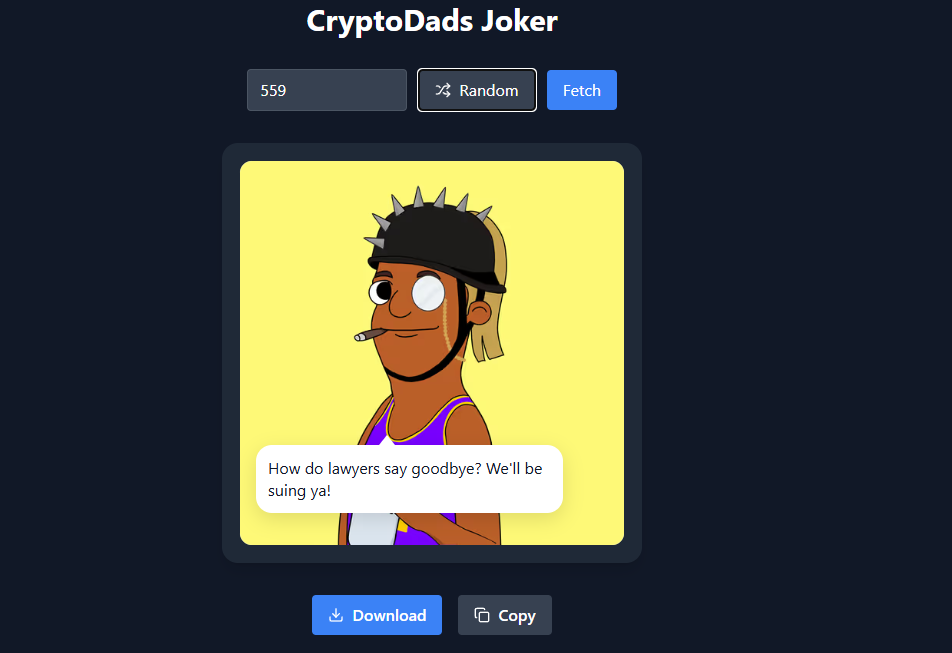 CryptoDads Joker
559
Random
Fetch
How do lawyers say goodbye? We'll be
suing ya!
Download
Copy